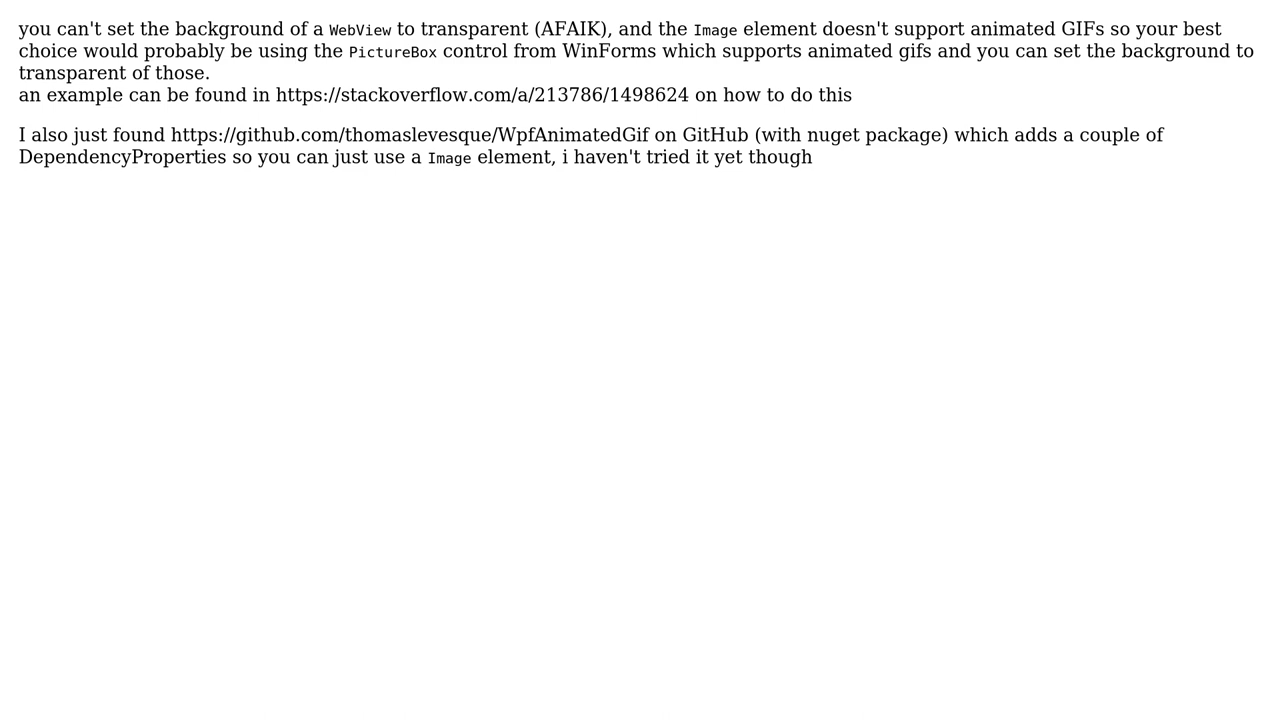 you can't set the background of a WebView to transparent (AFAIK), and the Image element doesn't support animated GIFs so your best
choice would probably be using the PictureBox control from WinForms which supports animated gifs and you can set the background to
transparent of those.
an example can be found in https://stackoverflow.com/a/213786/1498624 on how to do this
I also just found https://github.com/thomaslevesque/WpfAnimatedGif on GitHub (with nuget package) which adds a couple of
DependencyProperties so you can just use a Image element, i haven't tried it yet though